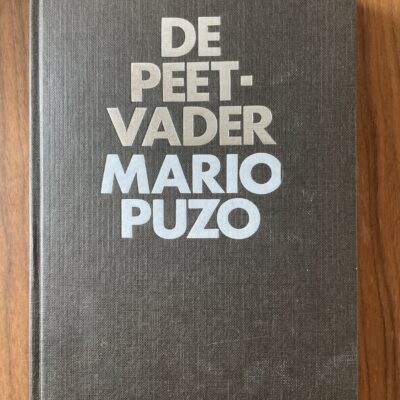 DE
PEET-
VADER
MARIO
PUZO